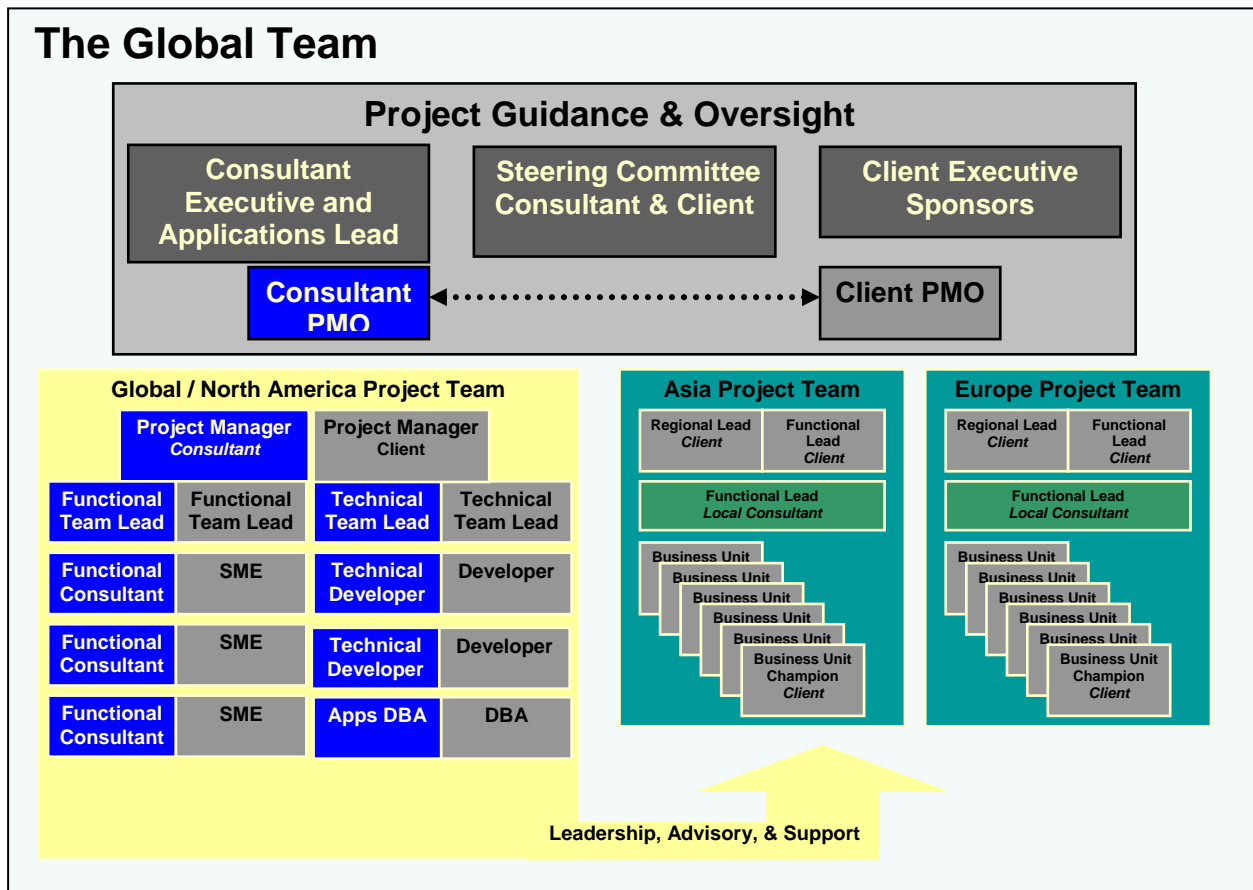 The Global Team
Project Guidance & Oversight
Consultant
Executive and
Applications Lead
Steering Committee
Consultant & Client
Client Executive
Sponsors
Consultant
PMO
Client PMO
Global / North America Project Team
Project Manager
Consultant
Project Manager
Client
Functional
Team Lead
Functional
Team Lead
Technical
Team Lead
Technical
Team Lead
Functional
Consultant
SME
Technical
Developer
Developer
Functional
Consultant
SME
Technical
Developer
Developer
Functional
Consultant
SME
Apps DBA
DBA
Asia Project Team
Regional Lead
Client
Functional
Lead
Client
Functional Lead
Local Consultant
Business Unit
Business Unit
Business Unit
Business Unit
Business Unit
Business Unit
Champion
Client
Europe Project Team
Regional Lead
Client
Functional
Lead
Client
Functional Lead
Local Consultant
Business Unit
Business Unit
Business Unit
Business Unit
Business Unit
Business Unit
Champion
Client
Leadership, Advisory, & Support